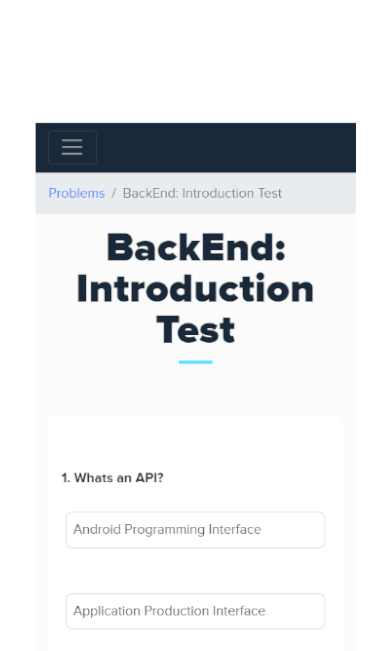 Problems / BackEnd: Introduction Test
BackEnd:
Introduction
Test
1. Whats an API?
Android Programming Interface
Application Production Interface